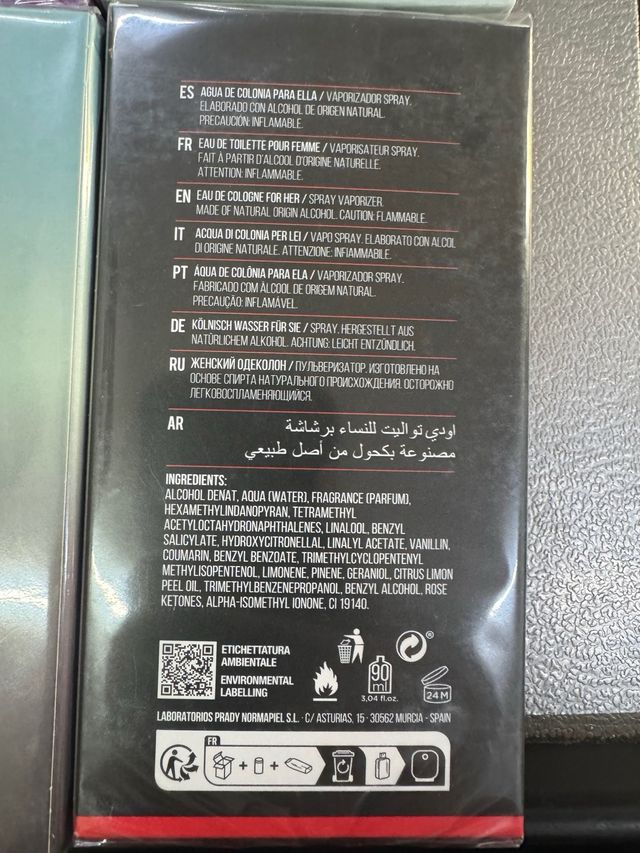 ES AGUA DE COLONIA PARA ELLA / VAPORIZADOR SPRAY.
ELABORADO CON ALCOHOL DE ORIGEN NATURAL.
PRECAUCIÓN: INFLAMABLE.
FR EAU DE TOILETTE POUR FEMME / VAPORISATEUR SPRAY.
FAIT À PARTIR D'ALCOOL D'ORIGINE NATURELLE.
ATTENTION: INFLAMMABLE.
EN EAU DE COLOGNE FOR HER / SPRAY VAPORIZER.
MADE OF NATURAL ORIGIN ALCOHOL. CAUTION: FLAMMABLE.
IT ACQUA DI COLONIA PER LEI / VAPO SPRAY. ELABORATO CON ALCOL
DI ORIGINE NATURALE. ATTENZIONE: INFIAMMABILE.
PT ÁQUA DE COLÔNIA PARA ELA / VAPORIZADOR SPRAY.
FABRICADO COM ÀLCOOL DE ORIGEM NATURAL.
PRECAUÇÃO: INFLAMÁVEL.
DE KÖLNISCH WASSER FÜR SIE / SPRAY. HERGESTELLT AUS
NATÜRLICHEM ALKOHOL. ACHTUNG: LEICHT ENTZÜNDLICH.
RU ЖЕНСКИЙ ОДЕКОЛОН / ПУЛЬВЕРИЗАТОР. ИЗГОТОВЛЕНО НА
ОСНОВЕ СПИРТА НАТУРАЛЬНОГО ПРОИСХОЖДЕНИЯ. ОСТОРОЖНО
ЛЕГКОВОСПЛАМЕНЯЮЩИЙСЯ.
AR اودي تواليت للنساء برشاشة
مصنوعة بكحول من أصل طبيعي
INGREDIENTS:
ALCOHOL DENAT, AQUA (WATER), FRAGRANCE (PARFUM),
HEXAMETHYLINDANOPYRAN, TETRAMETHYL
ACETYLOCTAHYDRONAPHTHALENES, LINALOOL, BENZYL
SALICYLATE, HYDROXYCITRONELLAL, LINALYL ACETATE, VANILLIN,
COUMARIN, BENZYL BENZOATE, TRIMETHYLCYCLOPENTENYL
METHYLISOPENTENOL, LIMONENE, PINENE, GERANIOL, CITRUS LIMON
PEEL OIL, TRIMETHYLBENZENEPROPANOL, BENZYL ALCOHOL, ROSE
KETONES, ALPHA-ISOMETHYL IONONE, CI 19140.
ETICHETTATURA
AMBIENTALE
ENVIRONMENTAL
LABELLING
90
ml
3,04 fl.oz.
24 M
LABORATORIOS PRADY NORMAPIEL S.L. · C/ ASTURIAS, 15 · 30562 MURCIA - SPAIN
FR